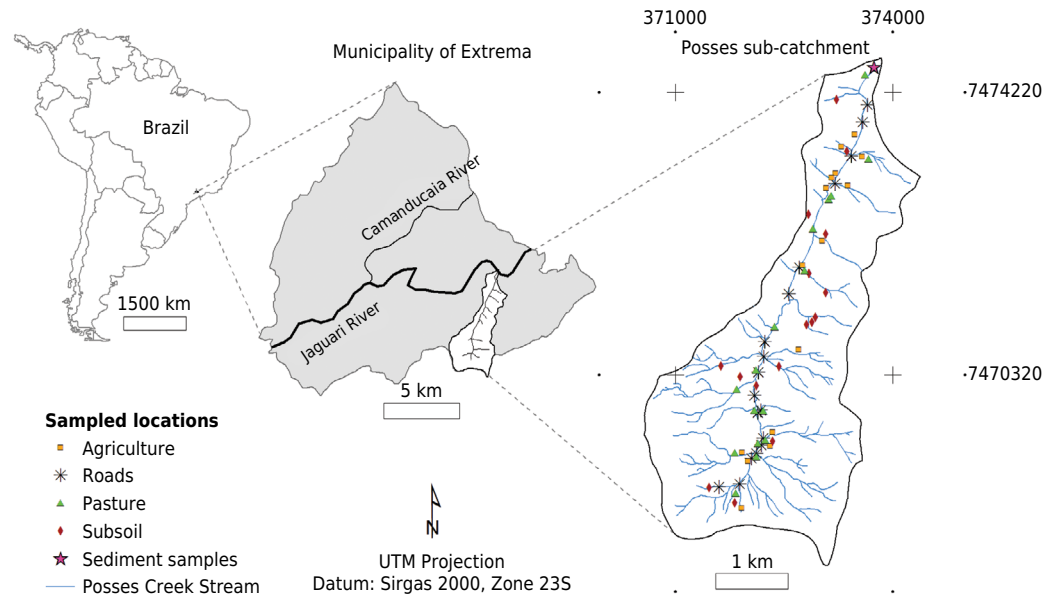 371000
374000
Municipality of Extrema
Posses sub-catchment
7474220
Brazil
Camanducaia River
1500 km
Jaguari River
7470320
5 km
Sampled locations
Agriculture
Roads
Pasture
Subsoil
Sediment samples
Posses Creek Stream
N
UTM Projection
Datum: Sirgas 2000, Zone 23S
1 km